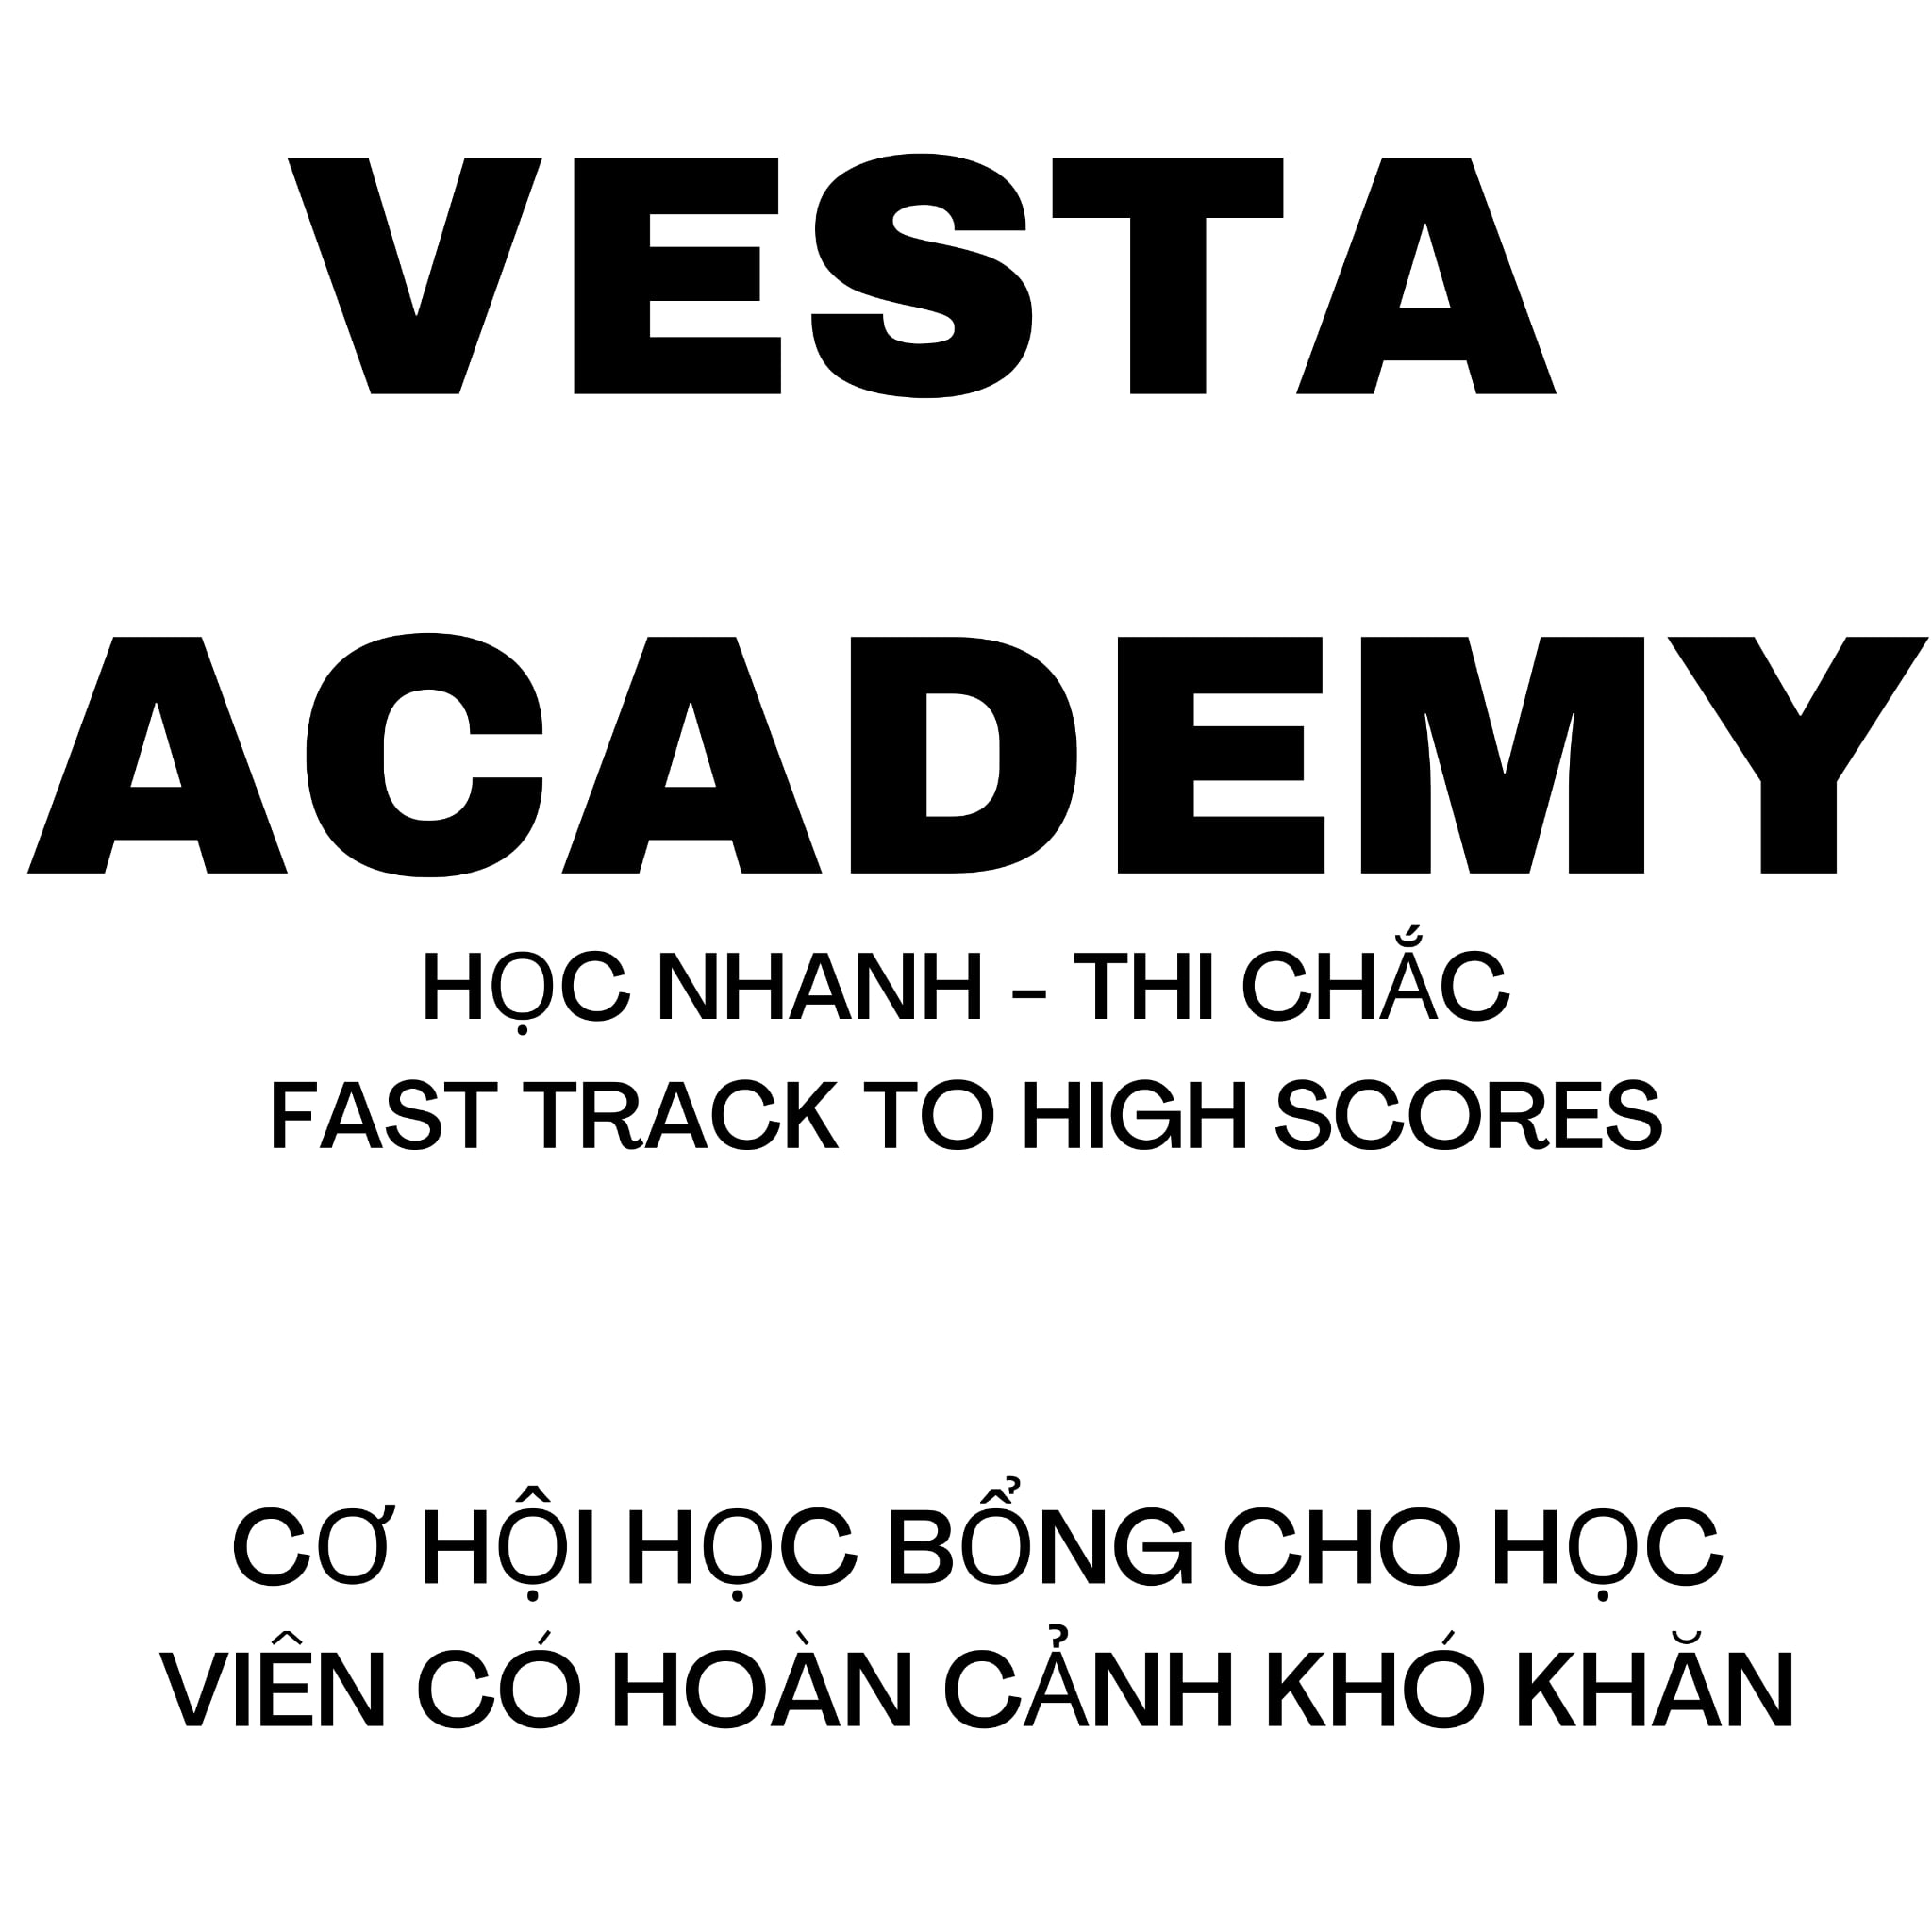 VESTA
ACADEMY
HỌC NHANH – THI CHẮC
FAST TRACK TO HIGH SCORES
CƠ HỘI HỌC BỔNG CHO HỌC
VIÊN CÓ HOÀN CẢNH KHÓ KHĂN